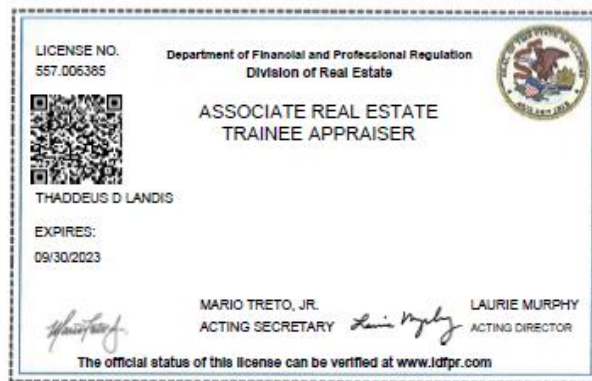 LICENSE NO.
557.006385
Department of Financial and Professional Regulation
Division of Real Estate
ASSOCIATE REAL ESTATE
TRAINEE APPRAISER
THADDEUS D LANDIS
EXPIRES:
09/30/2023
MARIO TRETO, JR.
ACTING SECRETARY
LAURIE MURPHY
ACTING DIRECTOR
The official status of this license can be verified at www.idfpr.com